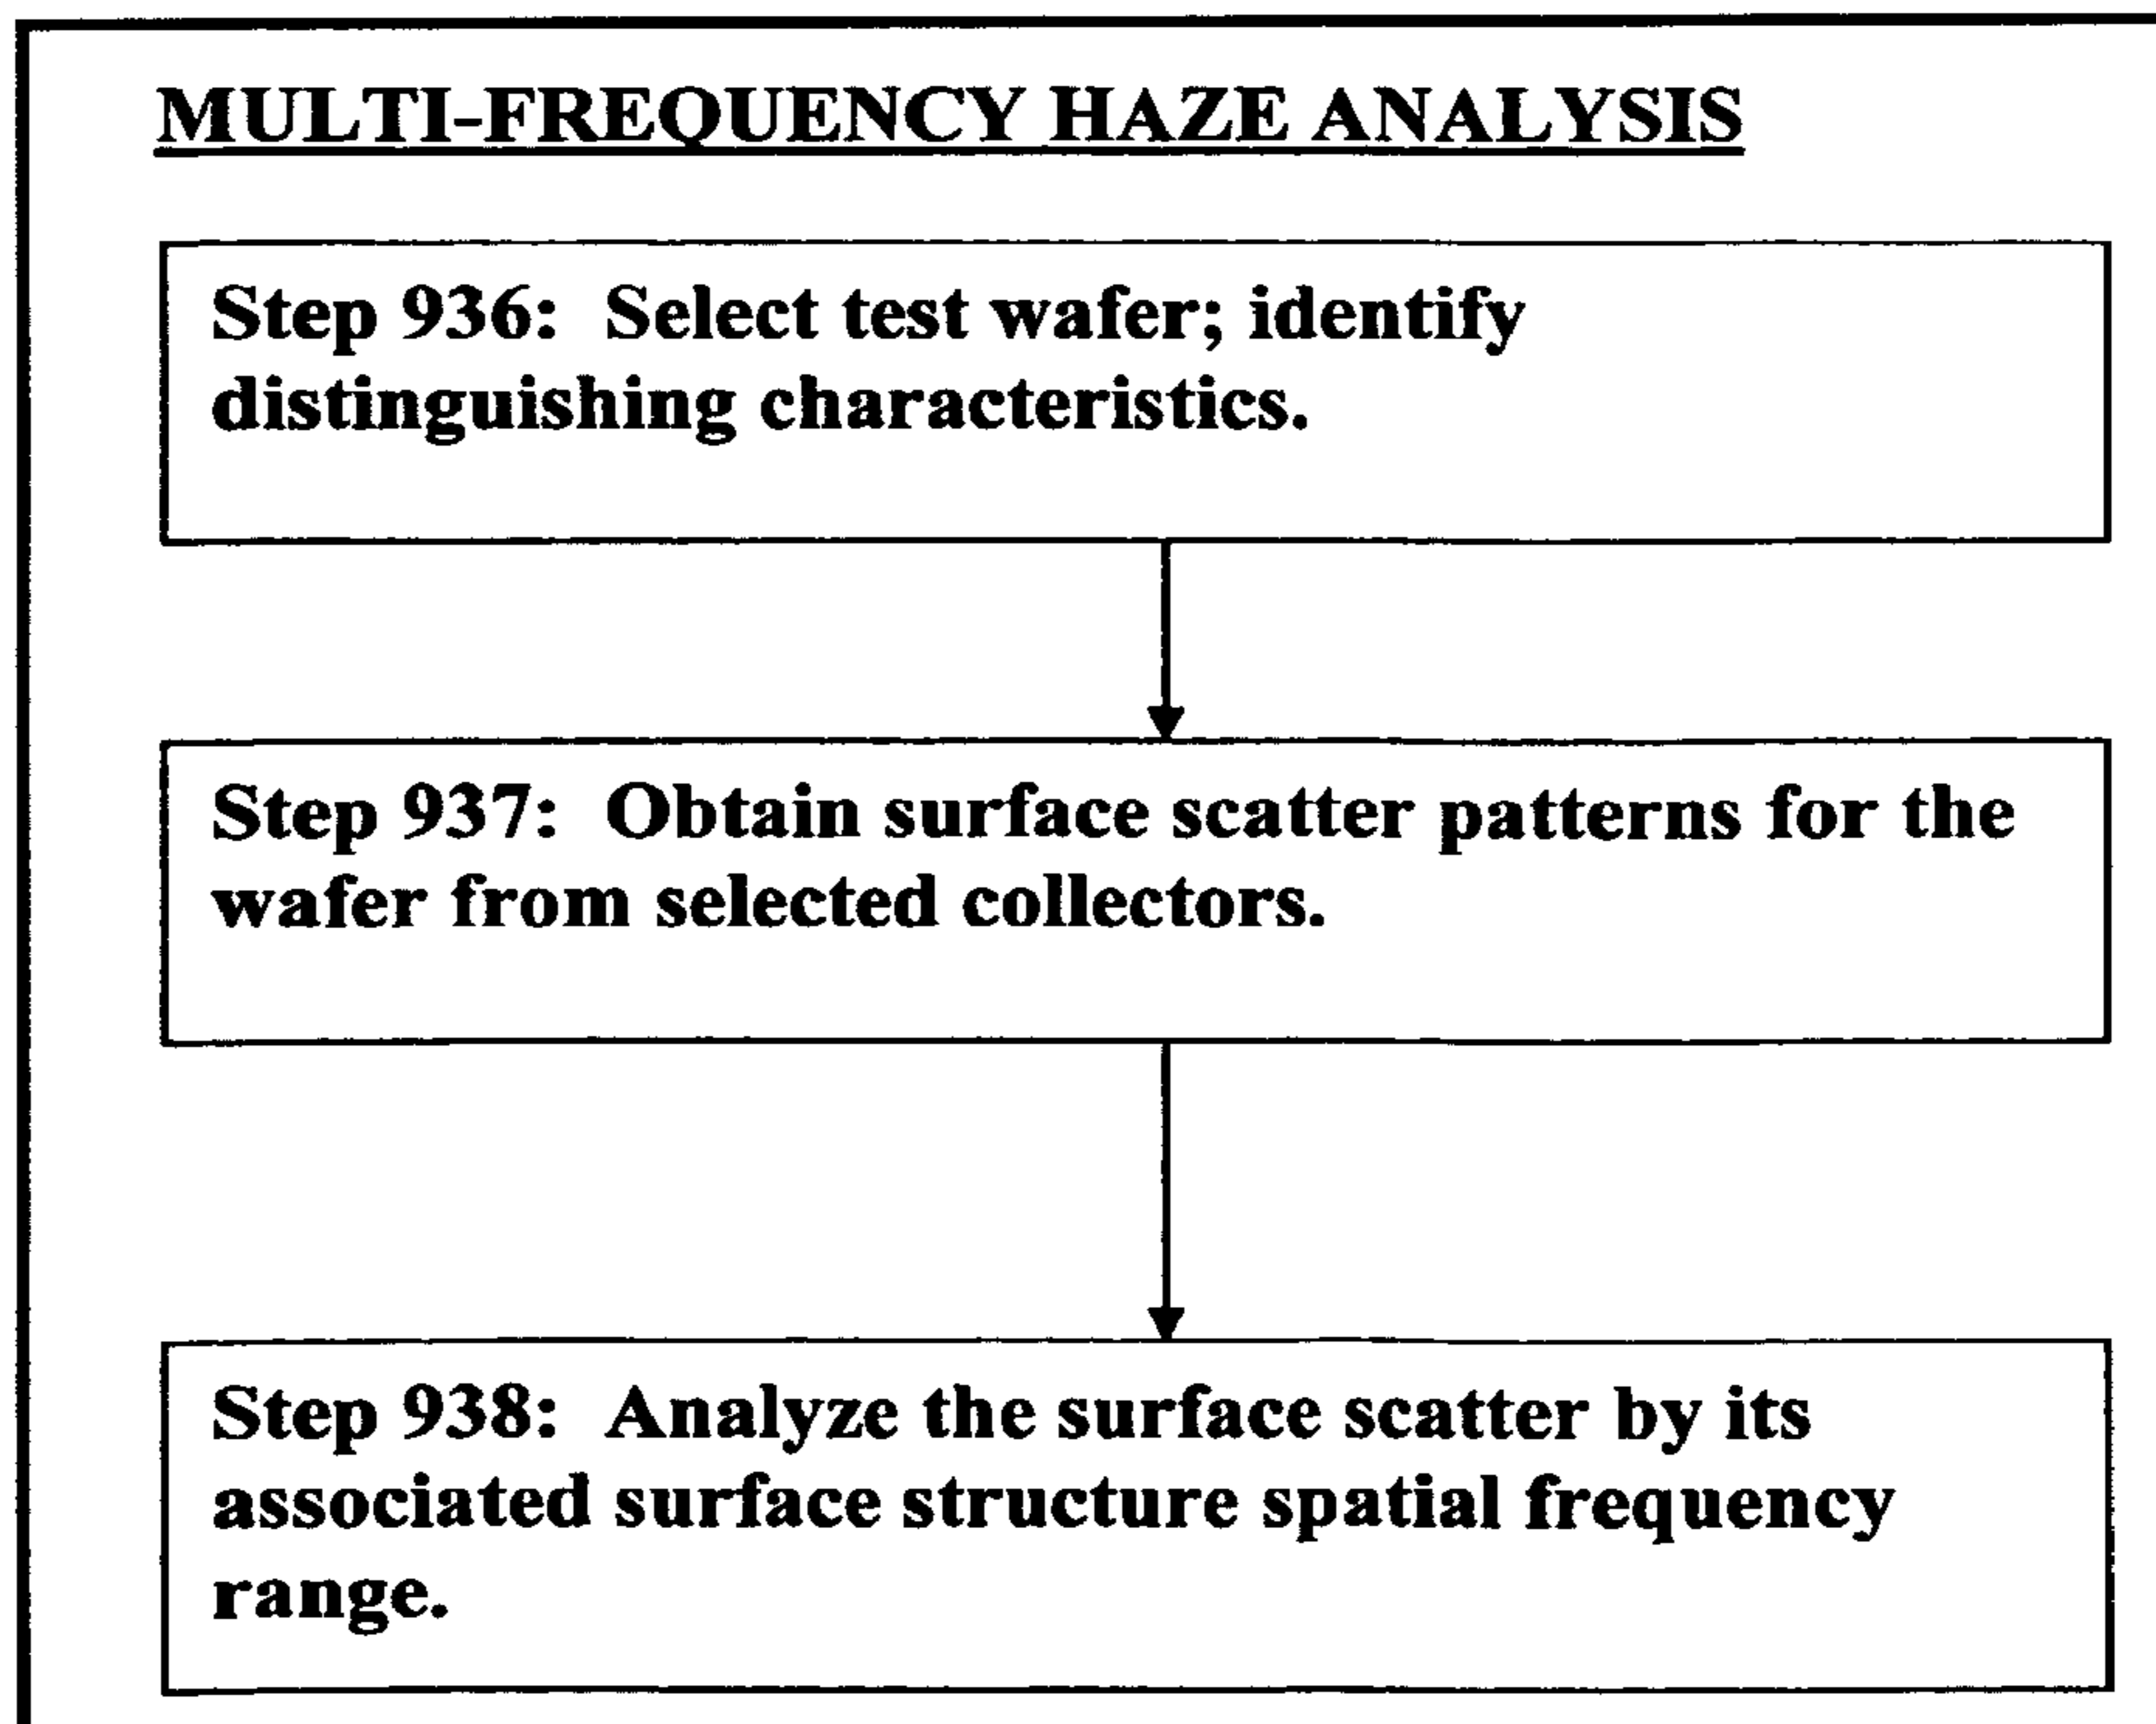 MULTI-FREQUENCY HAZE ANALYSIS
Step 936: Select test wafer; identify
distinguishing characteristics.
Step 937: Obtain surface scatter patterns for the
wafer from selected collectors.
Step 938: Analyze the surface scatter by its
associated surface structure spatial frequency
range.